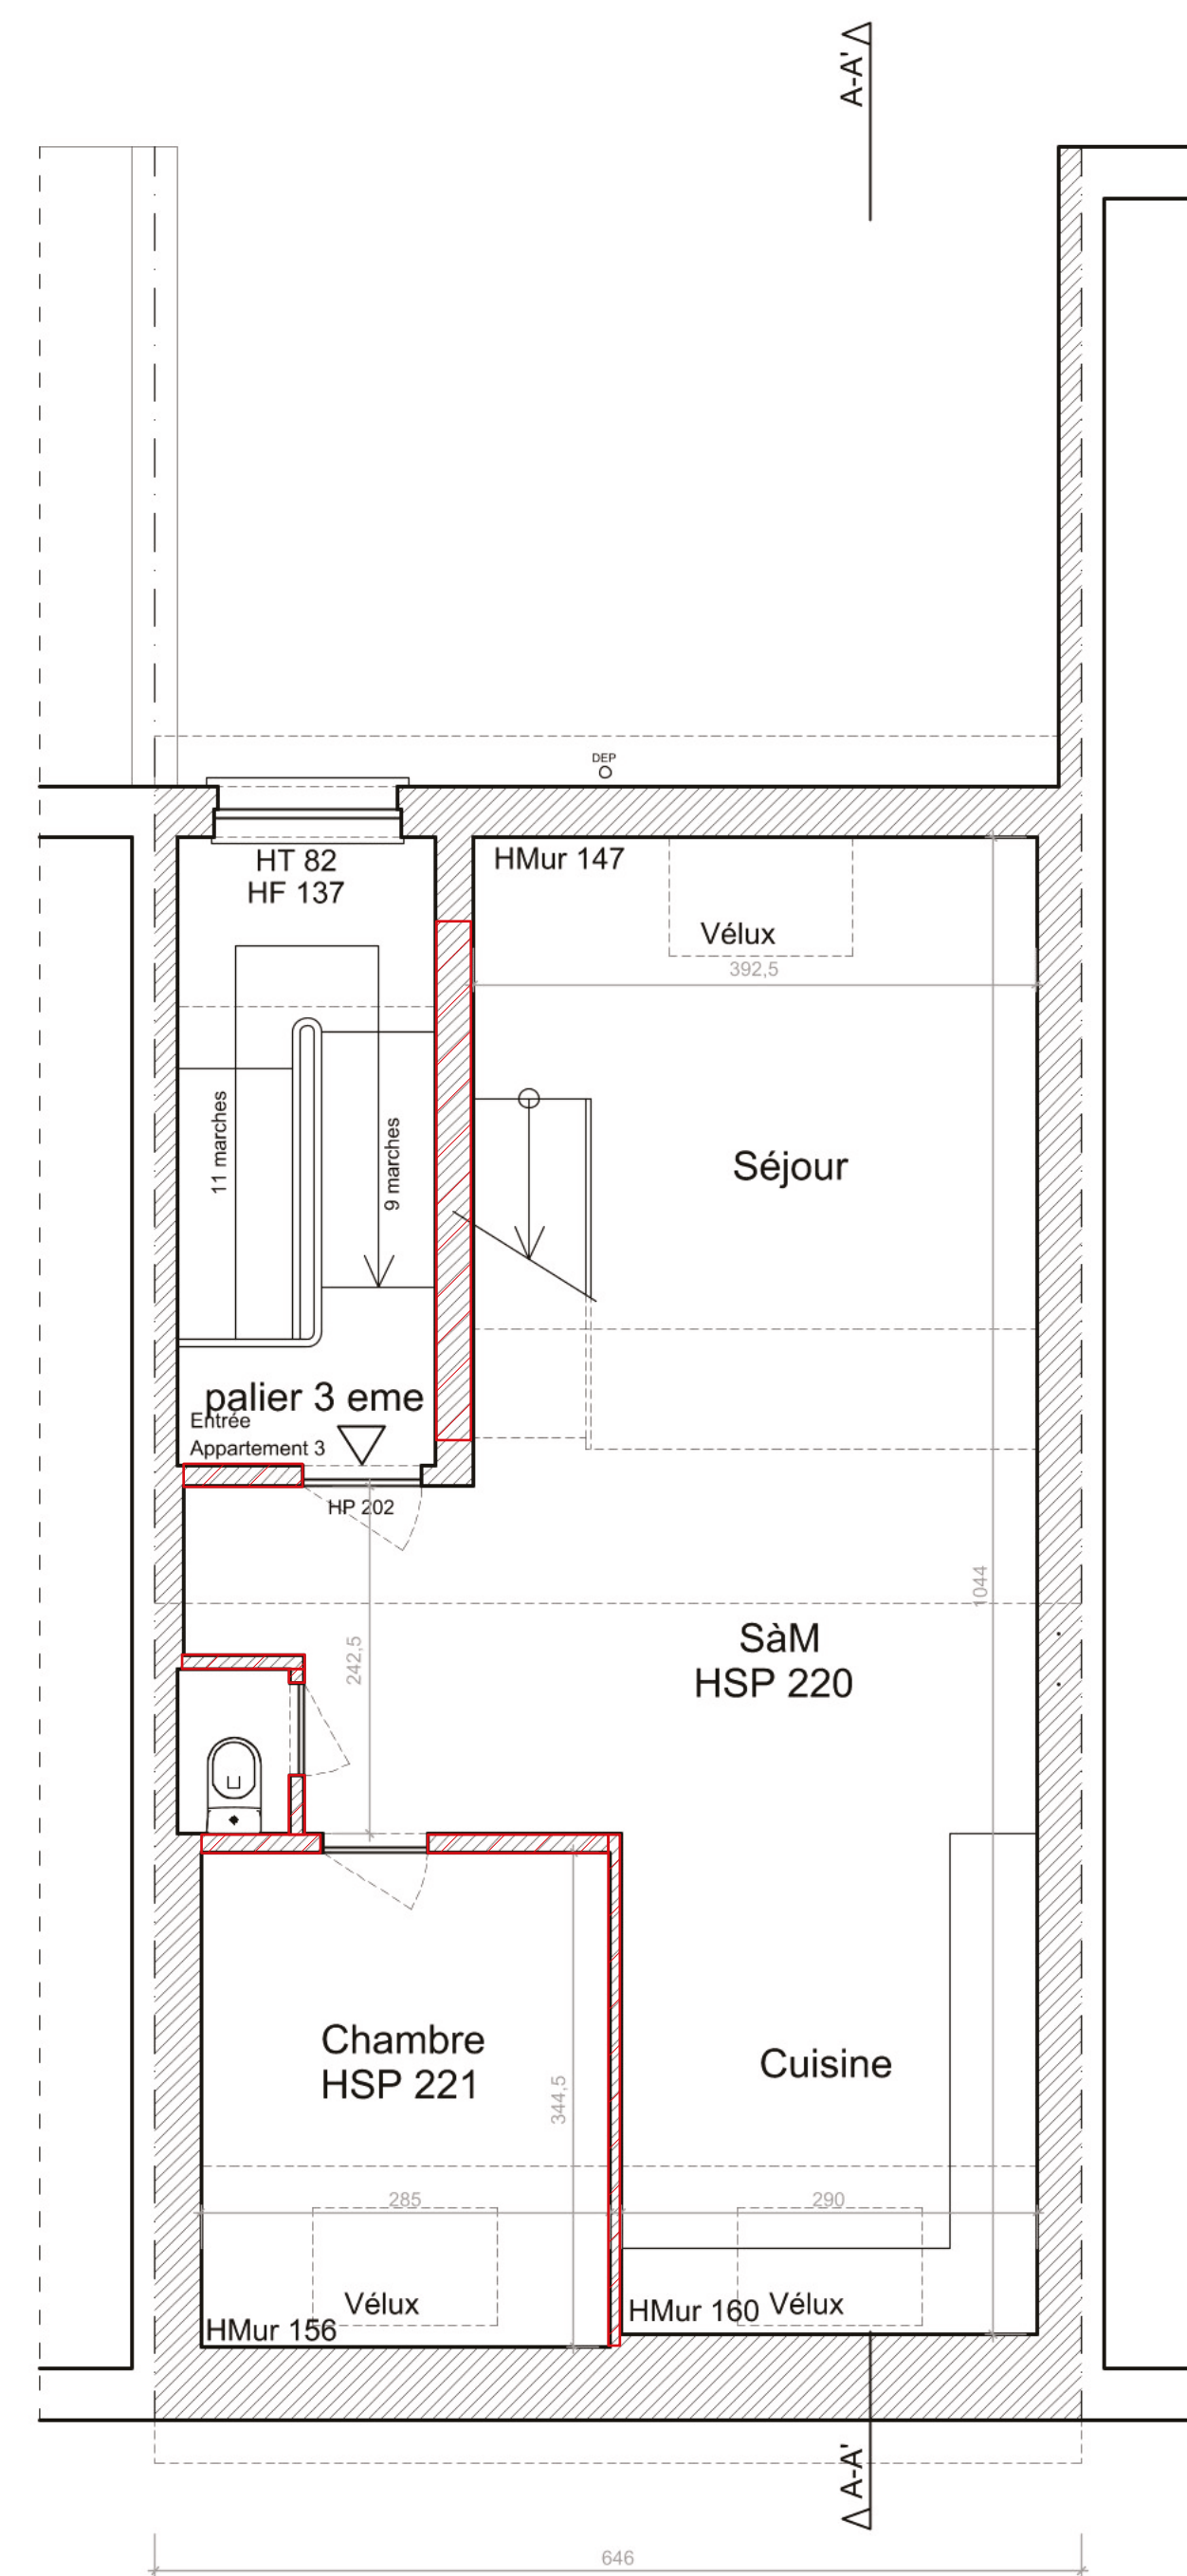 A-A'
DEP
HT 82
HF 137
HMur 147
Vélux
392,5
11 marches
9 marches
Séjour
palier 3 eme
Entrée
Appartement 3
HP 202
1044
242,5
SàM
HSP 220
Chambre
HSP 221
Cuisine
344,5
285
290
Vélux
HMur 156
HMur 160
Vélux
A-A'
646